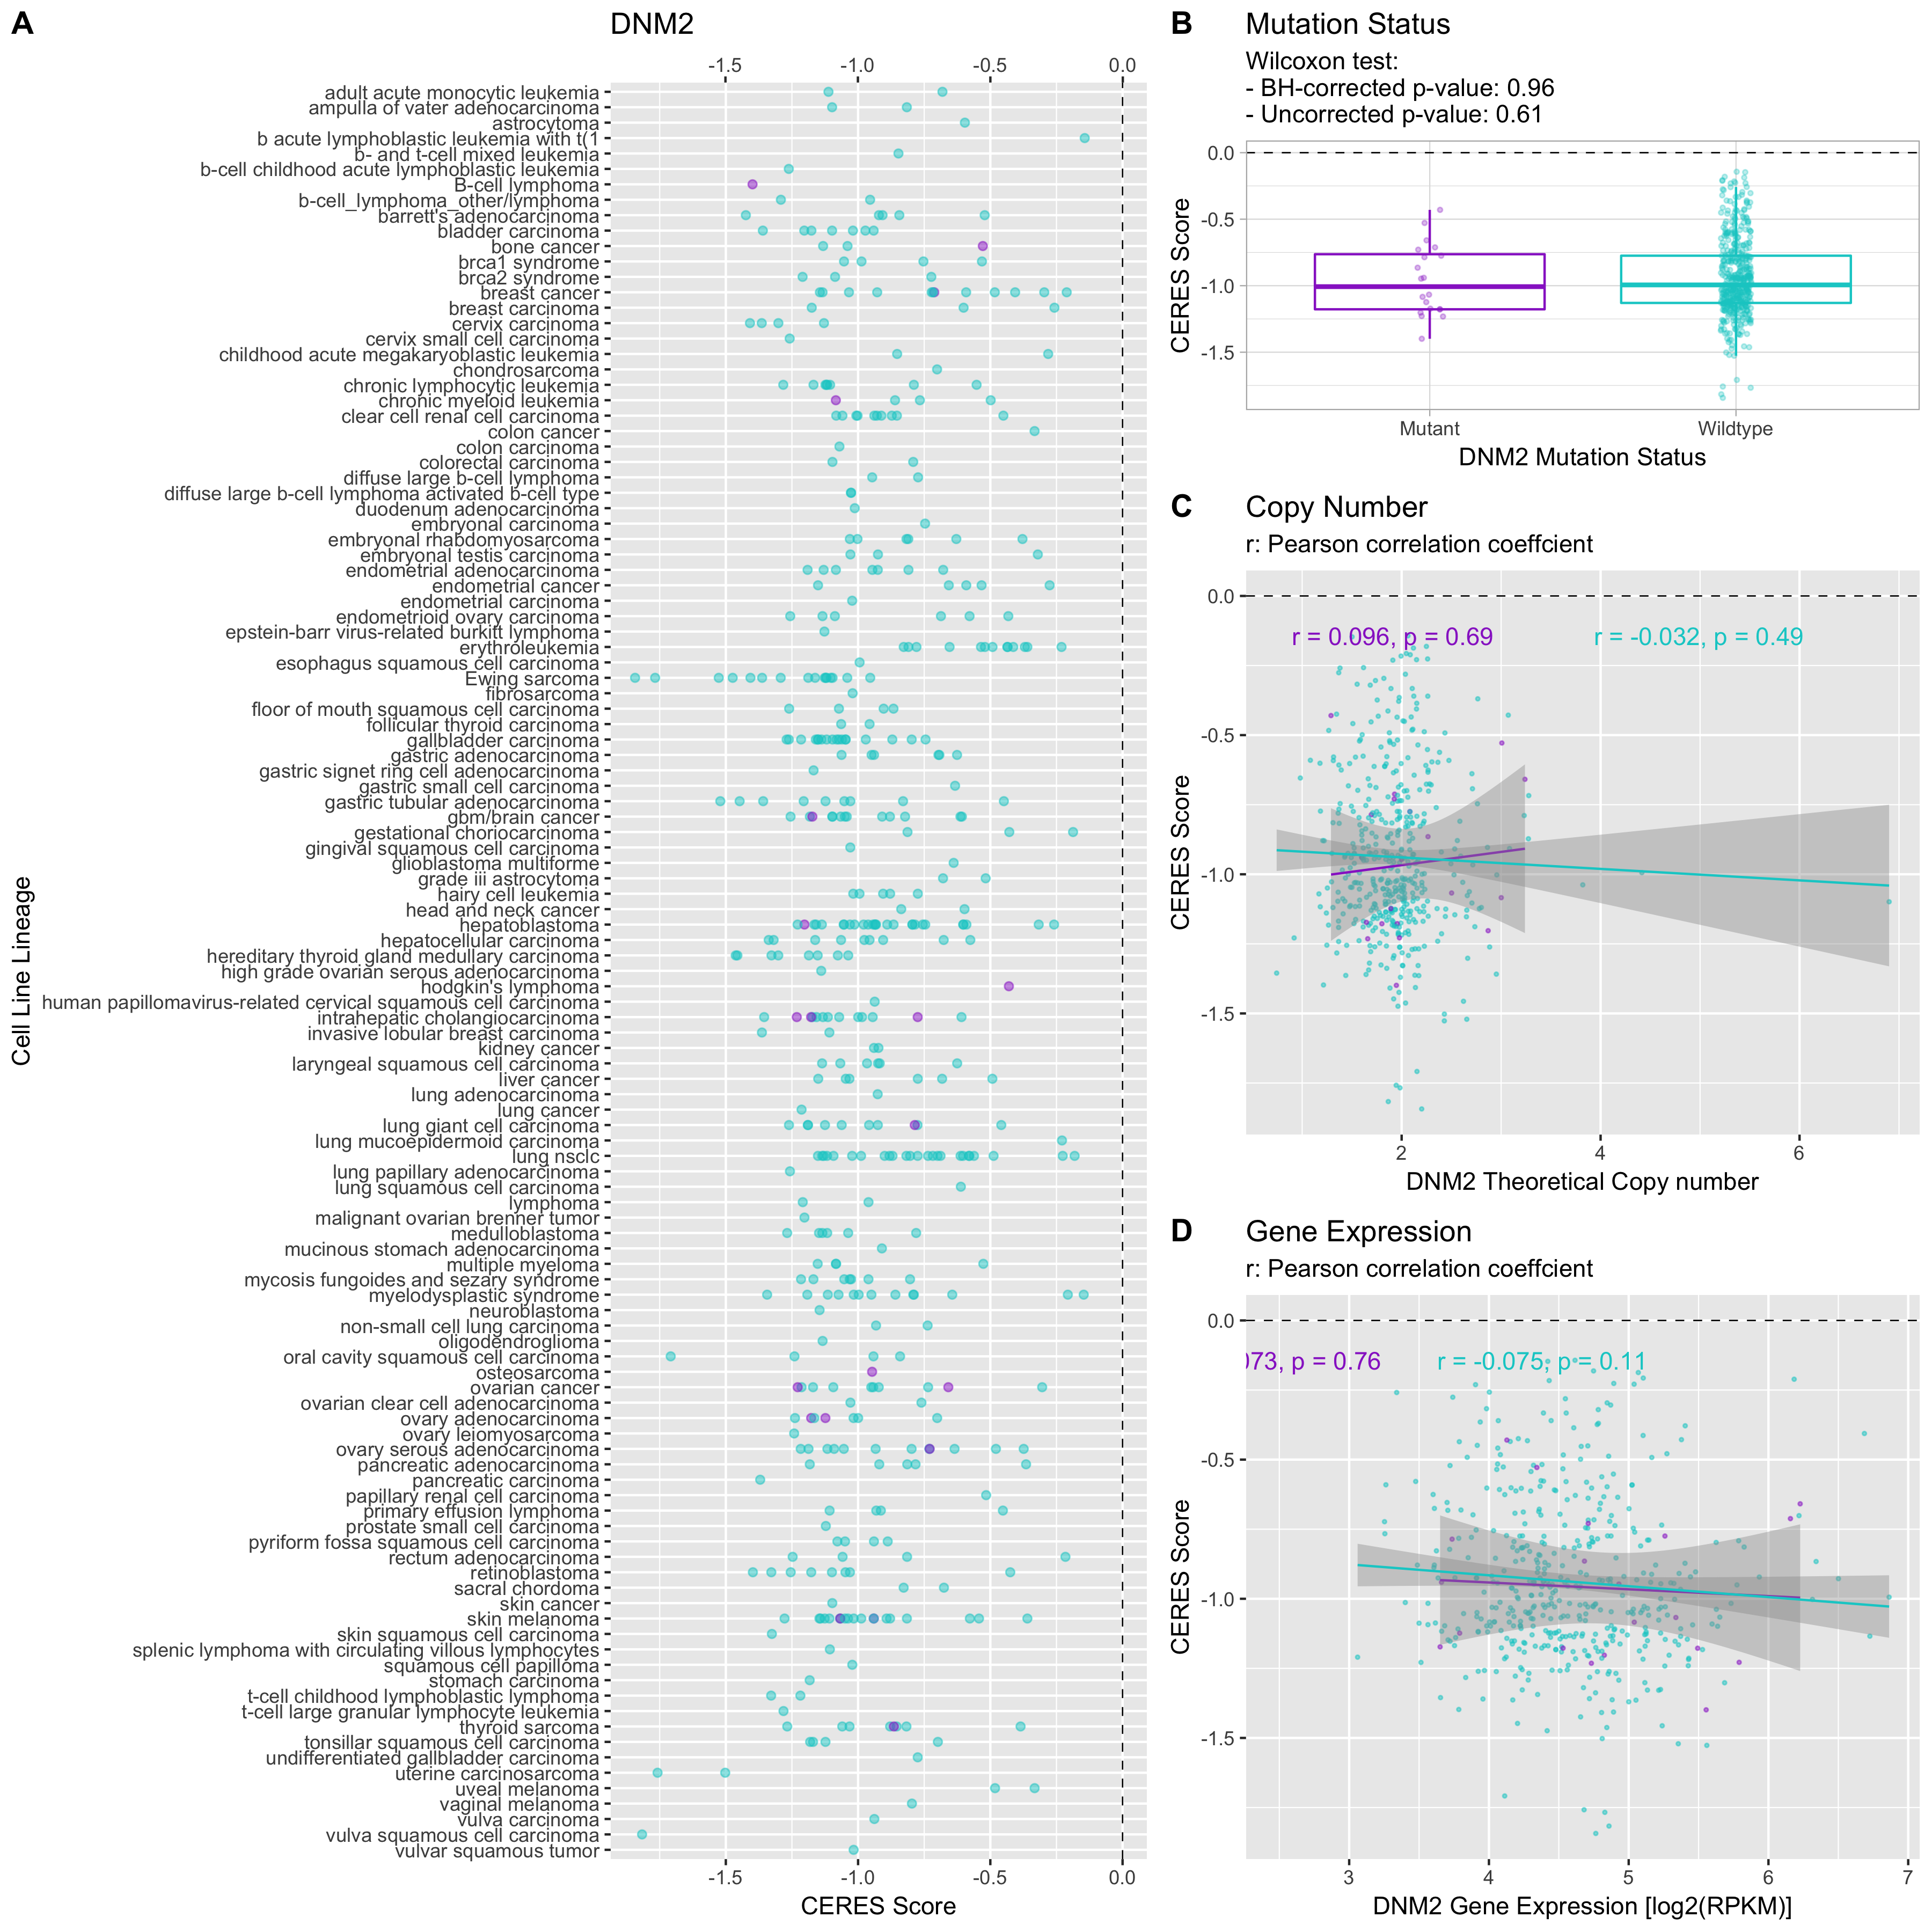 A
DNM2
-1.5 -1.0 -0.5 0.0
Cell Line Lineage
adult acute monocytic leukemia
ampulla of vater adenocarcinoma
astrocytoma
b acute lymphoblastic leukemia with t(1
b- and t-cell mixed leukemia
b-cell childhood acute lymphoblastic leukemia
B-cell lymphoma
b-cell_lymphoma_other/lymphoma
barrett's adenocarcinoma
bladder carcinoma
bone cancer
brca1 syndrome
brca2 syndrome
breast cancer
breast carcinoma
cervix carcinoma
cervix small cell carcinoma
childhood acute megakaryoblastic leukemia
chondrosarcoma
chronic lymphocytic leukemia
chronic myeloid leukemia
clear cell renal cell carcinoma
colon cancer
colon carcinoma
colorectal carcinoma
diffuse large b-cell lymphoma
diffuse large b-cell lymphoma activated b-cell type
duodenum adenocarcinoma
embryonal carcinoma
embryonal rhabdomyosarcoma
embryonal testis carcinoma
endometrial adenocarcinoma
endometrial cancer
endometrial carcinoma
endometrioid ovary carcinoma
epstein-barr virus-related burkitt lymphoma
erythroleukemia
esophagus squamous cell carcinoma
Ewing sarcoma
fibrosarcoma
floor of mouth squamous cell carcinoma
follicular thyroid carcinoma
gallbladder carcinoma
gastric adenocarcinoma
gastric signet ring cell adenocarcinoma
gastric small cell carcinoma
gastric tubular adenocarcinoma
gbm/brain cancer
gestational choriocarcinoma
gingival squamous cell carcinoma
glioblastoma multiforme
grade iii astrocytoma
hairy cell leukemia
head and neck cancer
hepatoblastoma
hepatocellular carcinoma
hereditary thyroid gland medullary carcinoma
high grade ovarian serous adenocarcinoma
hodgkin's lymphoma
human papillomavirus-related cervical squamous cell carcinoma
intrahepatic cholangiocarcinoma
invasive lobular breast carcinoma
kidney cancer
laryngeal squamous cell carcinoma
liver cancer
lung adenocarcinoma
lung cancer
lung giant cell carcinoma
lung mucoepidermoid carcinoma
lung nsclc
lung papillary adenocarcinoma
lung squamous cell carcinoma
lymphoma
malignant ovarian brenner tumor
medulloblastoma
mucinous stomach adenocarcinoma
multiple myeloma
mycosis fungoides and sezary syndrome
myelodysplastic syndrome
neuroblastoma
non-small cell lung carcinoma
oligodendroglioma
oral cavity squamous cell carcinoma
osteosarcoma
ovarian cancer
ovarian clear cell adenocarcinoma
ovary adenocarcinoma
ovary leiomyosarcoma
ovary serous adenocarcinoma
pancreatic adenocarcinoma
pancreatic carcinoma
papillary renal cell carcinoma
primary effusion lymphoma
prostate small cell carcinoma
pyriform fossa squamous cell carcinoma
rectum adenocarcinoma
retinoblastoma
sacral chordoma
skin cancer
skin melanoma
skin squamous cell carcinoma
splenic lymphoma with circulating villous lymphocytes
squamous cell papilloma
stomach carcinoma
t-cell childhood lymphoblastic lymphoma
t-cell large granular lymphocyte leukemia
thyroid sarcoma
tonsillar squamous cell carcinoma
undifferentiated gallbladder carcinoma
uterine carcinosarcoma
uveal melanoma
vaginal melanoma
vulva carcinoma
vulva squamous cell carcinoma
vulvar squamous tumor
-1.5 -1.0 -0.5 0.0
CERES Score
B
Mutation Status
Wilcoxon test:
- BH-corrected p-value: 0.96
- Uncorrected p-value: 0.61
CERES Score
0.0
-0.5
-1.0
-1.5
Mutant Wildtype
DNM2 Mutation Status
C
Copy Number
r: Pearson correlation coeffcient
CERES Score
0.0
r = 0.096, p = 0.69 r = -0.032, p = 0.49
-0.5
-1.0
-1.5
2 4 6
DNM2 Theoretical Copy number
D
Gene Expression
r: Pearson correlation coeffcient
CERES Score
0.0
073, p = 0.76 r = -0.075, p = 0.11
-0.5
-1.0
-1.5
3 4 5 6 7
DNM2 Gene Expression [log2(RPKM)]